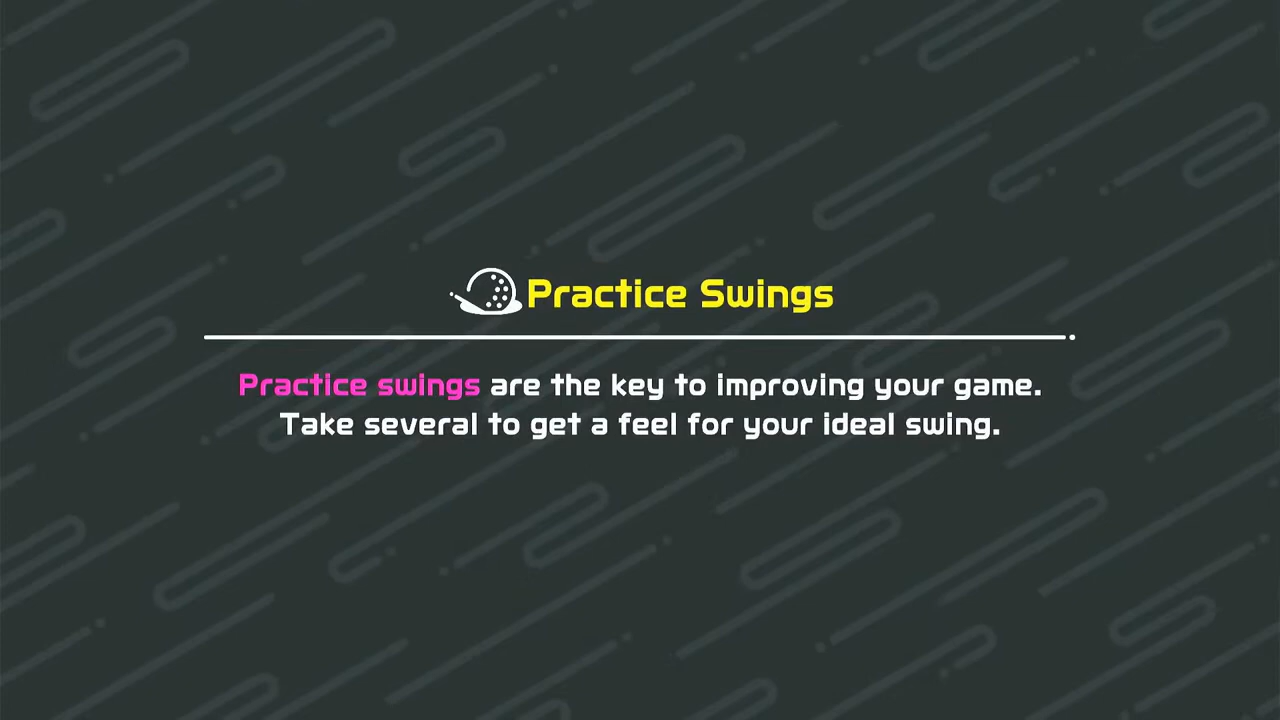 Practice Swings
Practice swings are the key to improving your game.
Take several to get a feel for your ideal swing.